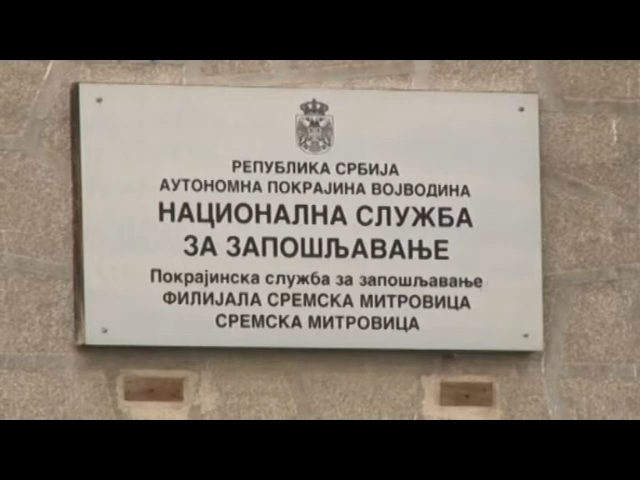 РЕПУБЛИКА СРБИЈА
АУТОНОМНА ПОКРАЈИНА ВОЈВОДИНА
НАЦИОНАЛНА СЛУЖБА
ЗА ЗАПОШЉАВАЊЕ
Покрајинска служба за запошљавање
ФИЛИЈАЛА СРЕМСКА МИТРОВИЦА
СРЕМСКА МИТРОВИЦА